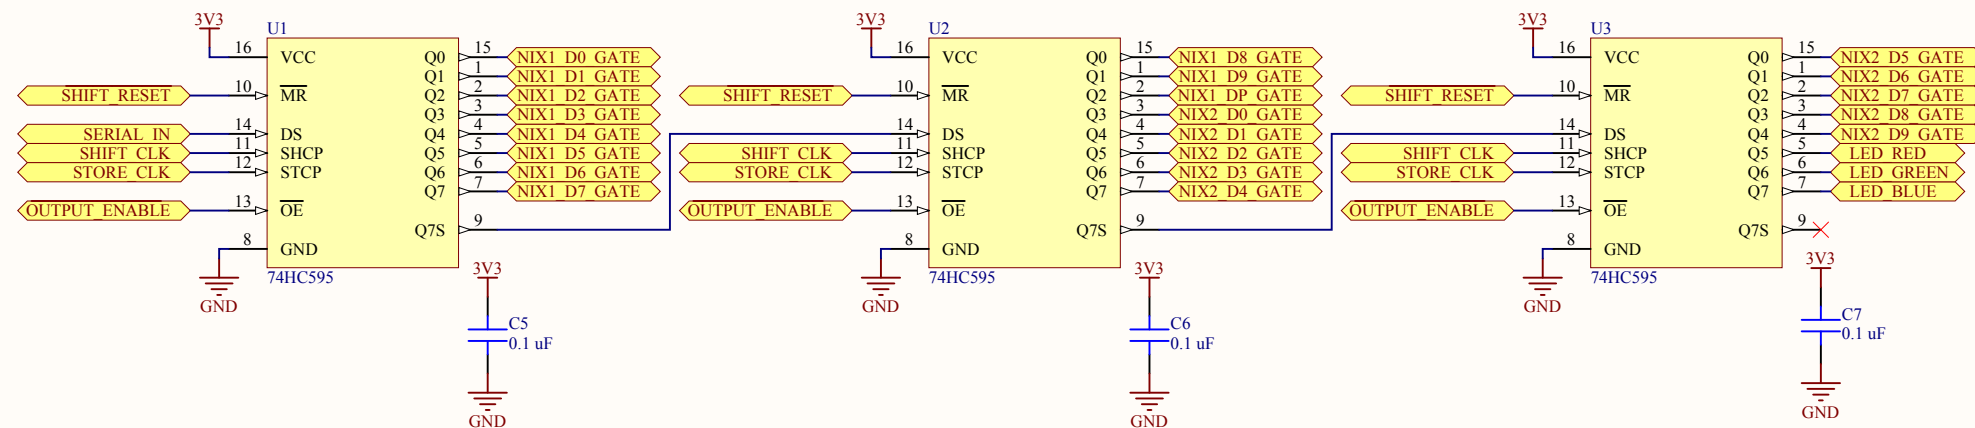 3V3
U1
16 VCC Q0 15 NIX1_D0_GATE
Q1 1 NIX1_D1_GATE
SHIFT_RESET 10 MR Q2 2 NIX1_D2_GATE
Q3 3 NIX1_D3_GATE
SERIAL_IN 14 DS Q4 4 NIX1_D4_GATE
SHIFT_CLK 11 SHCP Q5 5 NIX1_D5_GATE
STORE_CLK 12 STCP Q6 6 NIX1_D6_GATE
Q7 7 NIX1_D7_GATE
OUTPUT_ENABLE 13 OE
Q7S 9
8 GND
74HC595
GND
3V3
C5
0.1 uF
GND
3V3
U2
16 VCC Q0 15 NIX1_D8_GATE
Q1 1 NIX1_D9_GATE
SHIFT_RESET 10 MR Q2 2 NIX1_DP_GATE
Q3 3 NIX2_D0_GATE
14 DS Q4 4 NIX2_D1_GATE
SHIFT_CLK 11 SHCP Q5 5 NIX2_D2_GATE
STORE_CLK 12 STCP Q6 6 NIX2_D3_GATE
Q7 7 NIX2_D4_GATE
OUTPUT_ENABLE 13 OE
Q7S 9
8 GND
74HC595
GND
3V3
C6
0.1 uF
GND
3V3
U3
16 VCC Q0 15 NIX2_D5_GATE
Q1 1 NIX2_D6_GATE
SHIFT_RESET 10 MR Q2 2 NIX2_D7_GATE
Q3 3 NIX2_D8_GATE
14 DS Q4 4 NIX2_D9_GATE
SHIFT_CLK 11 SHCP Q5 5 LED_RED
STORE_CLK 12 STCP Q6 6 LED_GREEN
Q7 7 LED_BLUE
OUTPUT_ENABLE 13 OE
Q7S 9
8 GND
74HC595
GND
3V3
C7
0.1 uF
GND